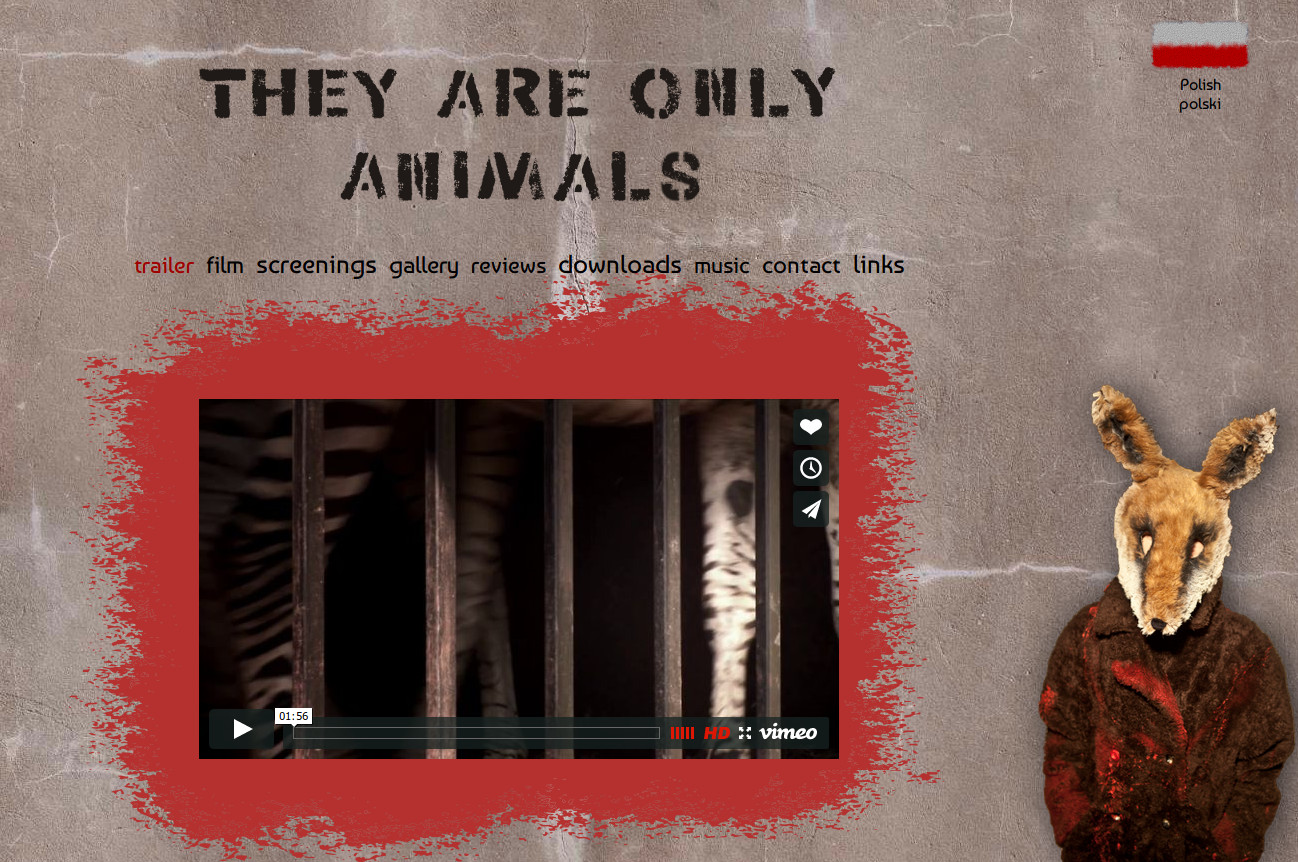 THEY ARE ONLY
ANIMALS
Polish
polski
trailer film screenings gallery reviews downloads music contact links
01:56
HD vimeo